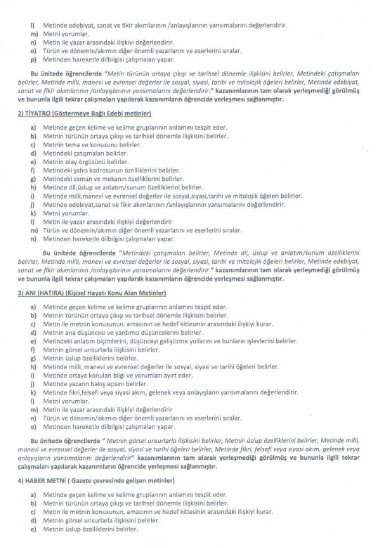 l) Metinde edebiyat, sanat ve fikir akımlarının /anlayışlarının yansımalarını değerlendirir.
m) Metni yorumlar.
n) Metin ile yazar arasındaki ilişkiyi değerlendirir.
o) Türün ve dönemin/akımın diğer önemli yazarlarını ve eserlerini sıralar.
p) Metinden hareketle dilbilgisi çalışmaları yapar.
Bu ünitede öğrencilerde "Metin türünün ortaya çıkışı ve tarihsel dönemle ilişkisini belirler, Metindeki çatışmaları
belirler, Metinde milli, manevi ve evrensel değerler ile sosyal, siyasi, tarihi ve mitolojik öğeleri belirler, Metinde edebiyat,
sanat ve fikir akımlarının /anlayışlarının yansımalarını değerlendirir." kazanımlarının tam olarak yerleşmediği görülmüş
ve bununla ilgili tekrar çalışmaları yapılarak kazanımların öğrencide yerleşmesi sağlanmıştır.
2) TİYATRO (Göstermeye Bağlı Edebi metinler)
a) Metinde geçen kelime ve kelime gruplarının anlamını tespit eder.
b) Metnin türünün ortaya çıkışı ve tarihsel dönemle ilişkisini belirler.
c) Metnin tema ve konusunu belirler.
d) Metindeki çatışmaları belirler.
e) Metnin olay örgüsünü belirler.
f) Metindeki şahıs kadrosunun özelliklerini belirler.
g) Metindeki zaman ve mekanın özelliklerini belirler.
h) Metinde dil,üslup ve anlatım/sunum özelliklerini belirler.
i) Metinde milli,manevi ve evrensel değerler ile sosyal,siyasi,tarihi ve mitolojik öğeleri belirler.
j) Metinde edebiyat,sanat ve fikir akımlarının/anlayışlarının yansımalarını değerlendirir.
k) Metni yorumlar.
l) Metin ile yazar arasındaki ilişkiyi değerlendirir
m) Türün ve dönemin/akımın diğer önemli yazarlarını ve eserlerini sıralar.
n) Metinden hareketle dilbilgisi çalışmaları yapar.
Bu ünitede öğrencilerde "Metindeki çatışmaları belirler, Metinde dil, üslup ve anlatım/sunum özelliklerini
belirler, Metinde milli, manevi ve evrensel değerler ile sosyal, siyasi, tarihi ve mitolojik öğeleri belirler, Metinde edebiyat,
sanat ve fikir akımlarının /anlayışlarının yansımalarını değerlendirir." kazanımlarının tam olarak yerleşmediği görülmüş
ve bununla ilgili tekrar çalışmaları yapılarak kazanımların öğrencide yerleşmesi sağlanmıştır.
3) ANI (HATIRA) (Kişisel Hayatı Konu Alan Metinler)
a) Metinde geçen kelime ve kelime gruplarının anlamını tespit eder.
b) Metnin türünün ortaya çıkışı ve tarihsel dönemle ilişkisini belirler.
c) Metin ile metnin konusunun, amacının ve hedef kitlesinin arasındaki ilişkiyi kurar.
d) Metnin ana düşüncesi ve yardımcı düşüncelerini belirler.
e) Metindeki anlatım biçimlerini, düşünceyi geliştirme yollarını ve bunların işlevlerini belirler.
f) Metnin görsel unsurlarla ilişkisini belirler.
g) Metnin üslup özelliklerini belirler.
h) Metinde milli, manevi ve evrensel değerler ile sosyal, siyasi ve tarihi öğeleri belirler.
i) Metinde ortaya konulan bilgi ve yorumları ayırt eder.
j) Metinde yazarın bakış açısını belirler.
k) Metinde fikri,felsefi veya siyasi akım, gelenek veya anlayışların yansımalarını değerlendirir.
l) Metni yorumlar.
m) Metin ile yazar arasındaki ilişkiyi değerlendirir
n) Türün ve dönemin/akımın diğer önemli yazarlarını ve eserlerini sıralar.
o) Metinden hareketle dilbilgisi çalışmaları yapar.
Bu ünitede öğrencilerde " Metnin görsel unsurlarla ilişkisini belirler, Metnin üslup özelliklerini belirler, Metinde milli,
manevi ve evrensel değerler ile sosyal, siyasi ve tarihi öğeleri belirler, Metinde fikri, felsefi veya siyasi akım, gelenek veya
anlayışların yansımalarını değerlendirir" kazanımlarının tam olarak yerleşmediği görülmüş ve bununla ilgili tekrar
çalışmaları yapılarak kazanımların öğrencide yerleşmesi sağlanmıştır.
4) HABER METNİ ( Gazete çevresinde gelişen metinler)
a) Metinde geçen kelime ve kelime gruplarının anlamını tespit eder.
b) Metnin türünün ortaya çıkışı ve tarihsel dönemle ilişkisini belirler.
c) Metin ile metnin konusunun, amacının ve hedef kitlesinin arasındaki ilişkiyi kurar.
d) Metnin görsel unsurlarla ilişkisini belirler.
e) Metnin üslup özelliklerini belirler.